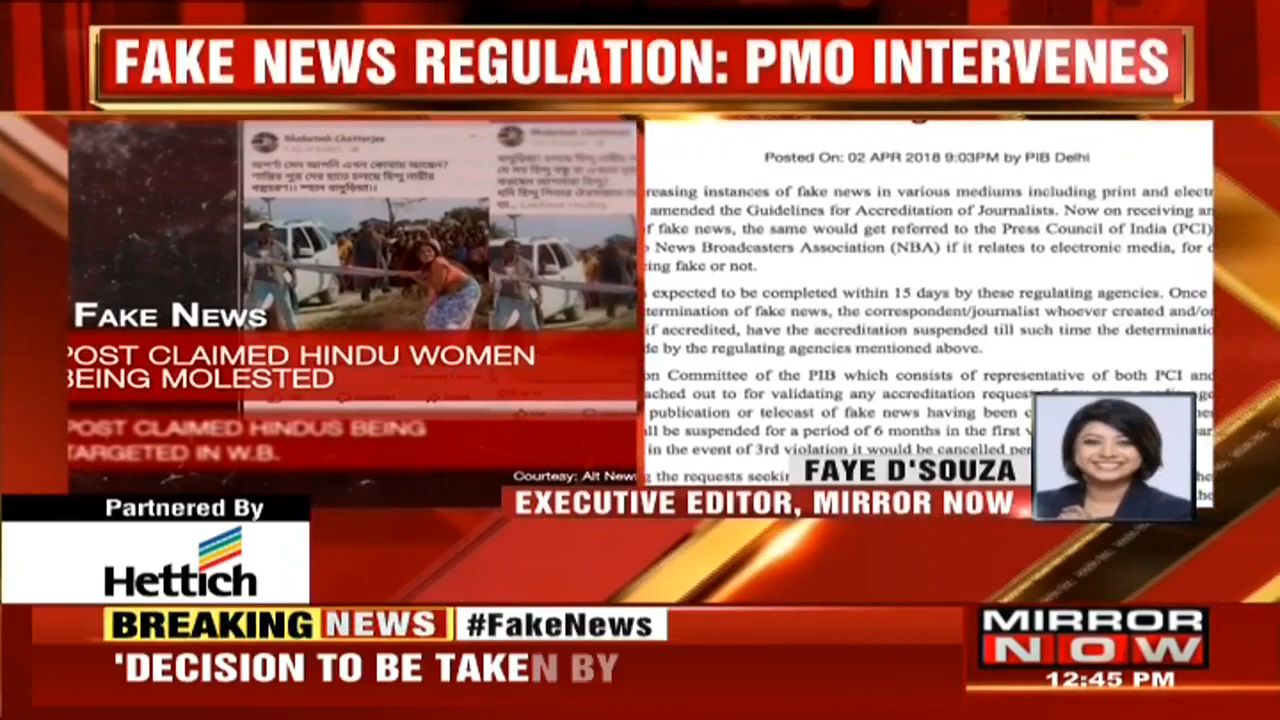 FAKE NEWS REGULATION: PMO INTERVENES
Bhabatosh Chatterjee
FAKE NEWS
POST CLAIMED HINDU WOMEN
BEING MOLESTED
POST CLAIMED HINDUS BEING
TARGETED IN W.B.
Courtesy: Alt New
Posted On: 02 APR 2018 9:03PM by PIB Delhi
reasing instances of fake news in various mediums including print and electr
amended the Guidelines for Accreditation of Journalists. Now on receiving an
of fake news, the same would get referred to the Press Council of India (PCI)
News Broadcasters Association (NBA) if it relates to electronic media, for
ing fake or not.
expected to be completed within 15 days by these regulating agencies. Once
termination of fake news, the correspondent/journalist whoever created and/or
if accredited, have the accreditation suspended till such time the determinatio
de by the regulating agencies mentioned above.
on Committee of the PIB which consists of representative of both PCI and
ached out to for validating any accreditation request
publication or telecast of fake news having been
ll be suspended for a period of 6 months in the first
in the event of 3rd violation it would be cancelled per
the requests seeki
FAYE D'SOUZA
EXECUTIVE EDITOR, MIRROR NOW
Partnered By
Hettich
BREAKING NEWS #FakeNews
'DECISION TO BE TAKEN BY
MIRROR
NOW
12:45 PM